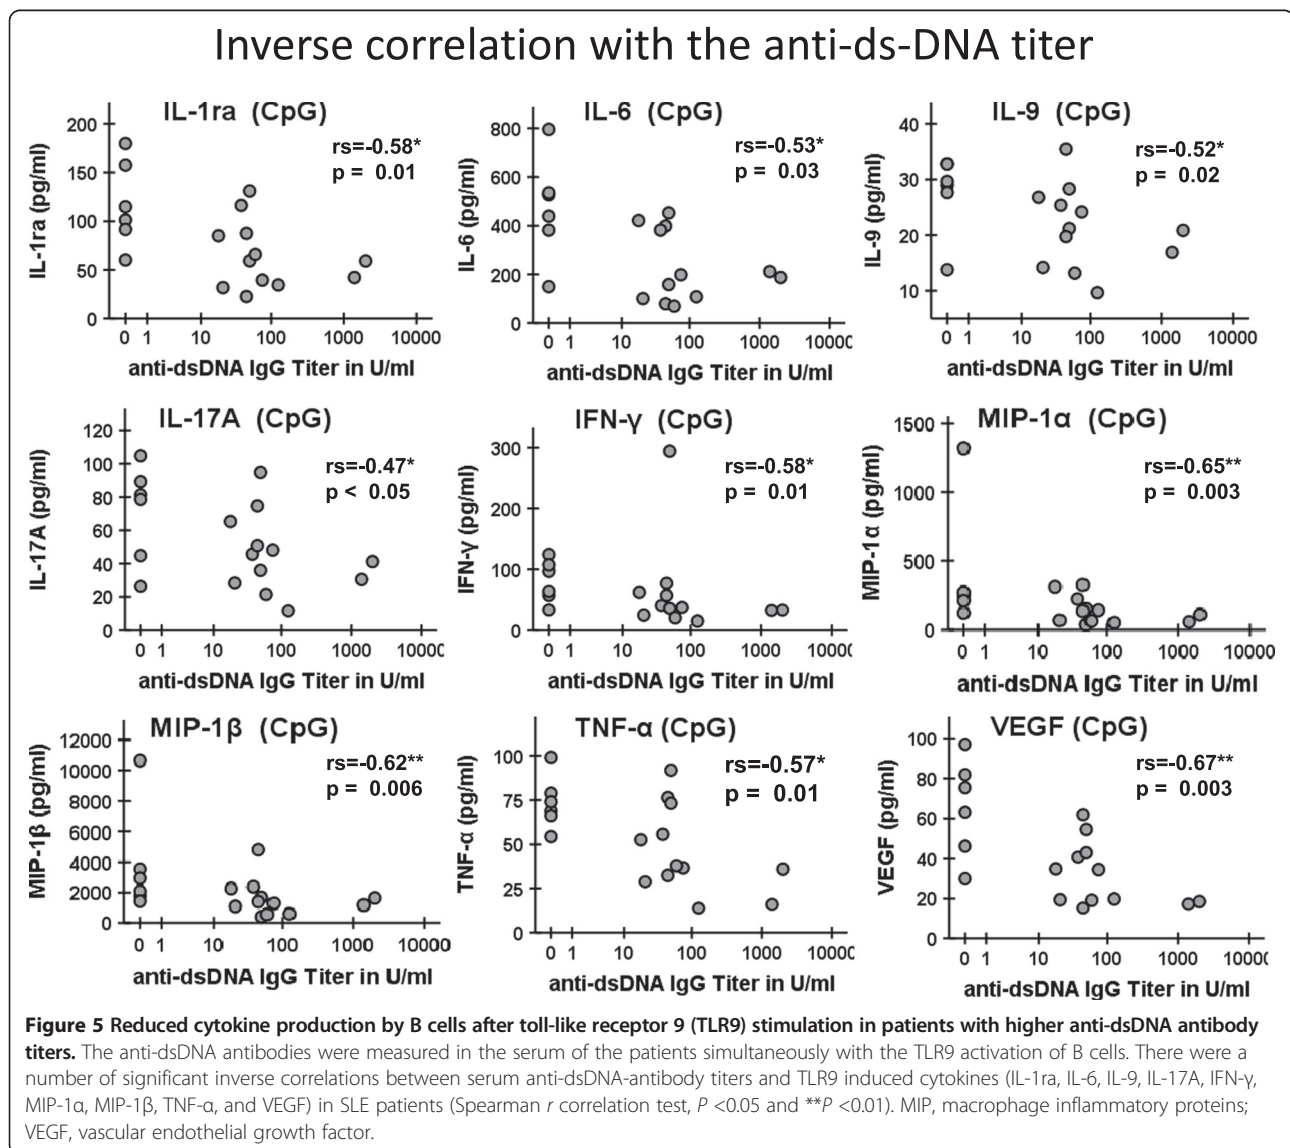 Inverse correlation with the anti-ds-DNA titer
IL-1ra (CpG)
rs=-0.58*
p = 0.01
IL-1ra (pg/ml)
200
150
100
50
0
0 1 10 100 1000 10000
anti-dsDNA IgG Titer in U/ml
IL-6 (CpG)
rs=-0.53*
p = 0.03
IL-6 (pg/ml)
800
600
400
200
0
0 1 10 100 1000 1000(
anti-dsDNA IgG Titer in U/ml
IL-9 (CpG)
rs=-0.52*
p = 0.02
IL-9 (pg/ml)
40
30
20
10
0 1 10 100 1000 10000
anti-dsDNA IgG Titer in U/ml
IL-17A (CpG)
rs=-0.47*
p < 0.05
IL-17A (pg/ml)
120
100
80
60
40
20
0
0 1 10 100 1000 10000
anti-dsDNA IgG Titer in U/ml
IFN-γ (CpG)
rs=-0.58*
p = 0.01
IFN-γ (pg/ml)
300
200
100
0
0 1 10 100 1000 1000(
anti-dsDNA IgG Titer in U/ml
MIP-1α (CpG)
rs=-0.65**
p = 0.003
MIP-1α (pg/ml)
1500
1000
500
0
0 1 10 100 1000 10000
anti-dsDNA IgG Titer in U/ml
MIP-1β (CpG)
rs=-0.62**
p = 0.006
MIP-1β (pg/ml)
12000
10000
8000
6000
4000
2000
0
0 1 10 100 1000 10000
anti-dsDNA IgG Titer in U/ml
TNF-α (CpG)
rs=-0.57*
p = 0.01
TNF-α (pg/ml)
100
75
50
25
0
0 1 10 100 1000 1000(
anti-dsDNA IgG Titer in U/ml
VEGF (CpG)
rs=-0.67**
p = 0.003
VEGF (pg/ml)
100
80
60
40
20
0
0 1 10 100 1000 1000(
anti-dsDNA IgG Titer in U/ml
Figure 5 Reduced cytokine production by B cells after toll-like receptor 9 (TLR9) stimulation in patients with higher anti-dsDNA antibody
titers. The anti-dsDNA antibodies were measured in the serum of the patients simultaneously with the TLR9 activation of B cells. There were a
number of significant inverse correlations between serum anti-dsDNA-antibody titers and TLR9 induced cytokines (IL-1ra, IL-6, IL-9, IL-17A, IFN-γ,
MIP-1α, MIP-1β, TNF-α, and VEGF) in SLE patients (Spearman r correlation test, P <0.05 and **P <0.01). MIP, macrophage inflammatory proteins;
VEGF, vascular endothelial growth factor.